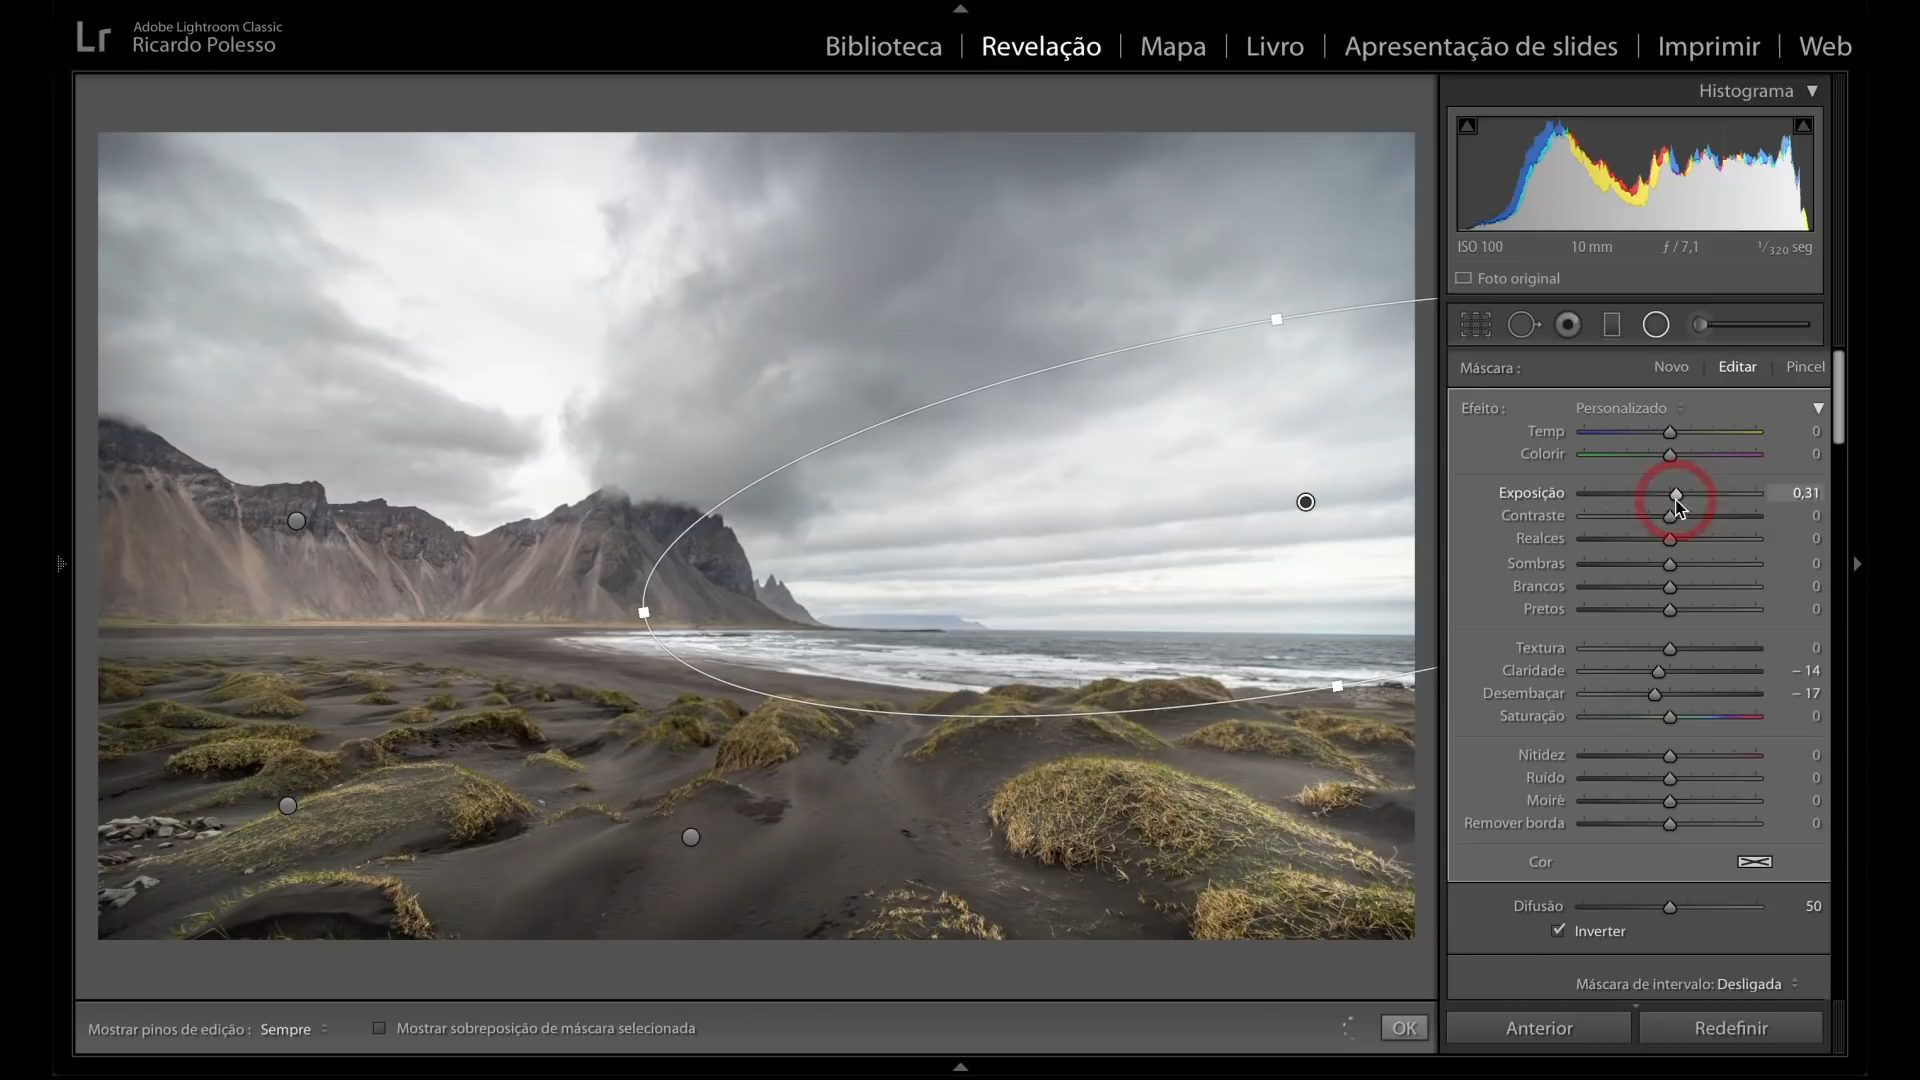 Lr
Adobe Lightroom Classic
Ricardo Polesso
Biblioteca | Revelação | Mapa | Livro | Apresentação de slides | Imprimir | Web
Histograma
ISO 100 10 mm ƒ / 7,1 1/320 seg
Foto original
Máscara : Novo | Editar | Pincel
Efeito : Personalizado
Temp 0
Colorir 0
Exposição 0,31
Contraste 0
Realces 0
Sombras 0
Brancos 0
Pretos 0
Textura 0
Claridade – 14
Desembaçar – 17
Saturação 0
Nitidez 0
Ruído 0
Moiré 0
Remover borda 0
Cor
Difusão 50
Inverter
Máscara de intervalo: Desligada
Mostrar pinos de edição : Sempre Mostrar sobreposição de máscara selecionada OK Anterior Redefinir